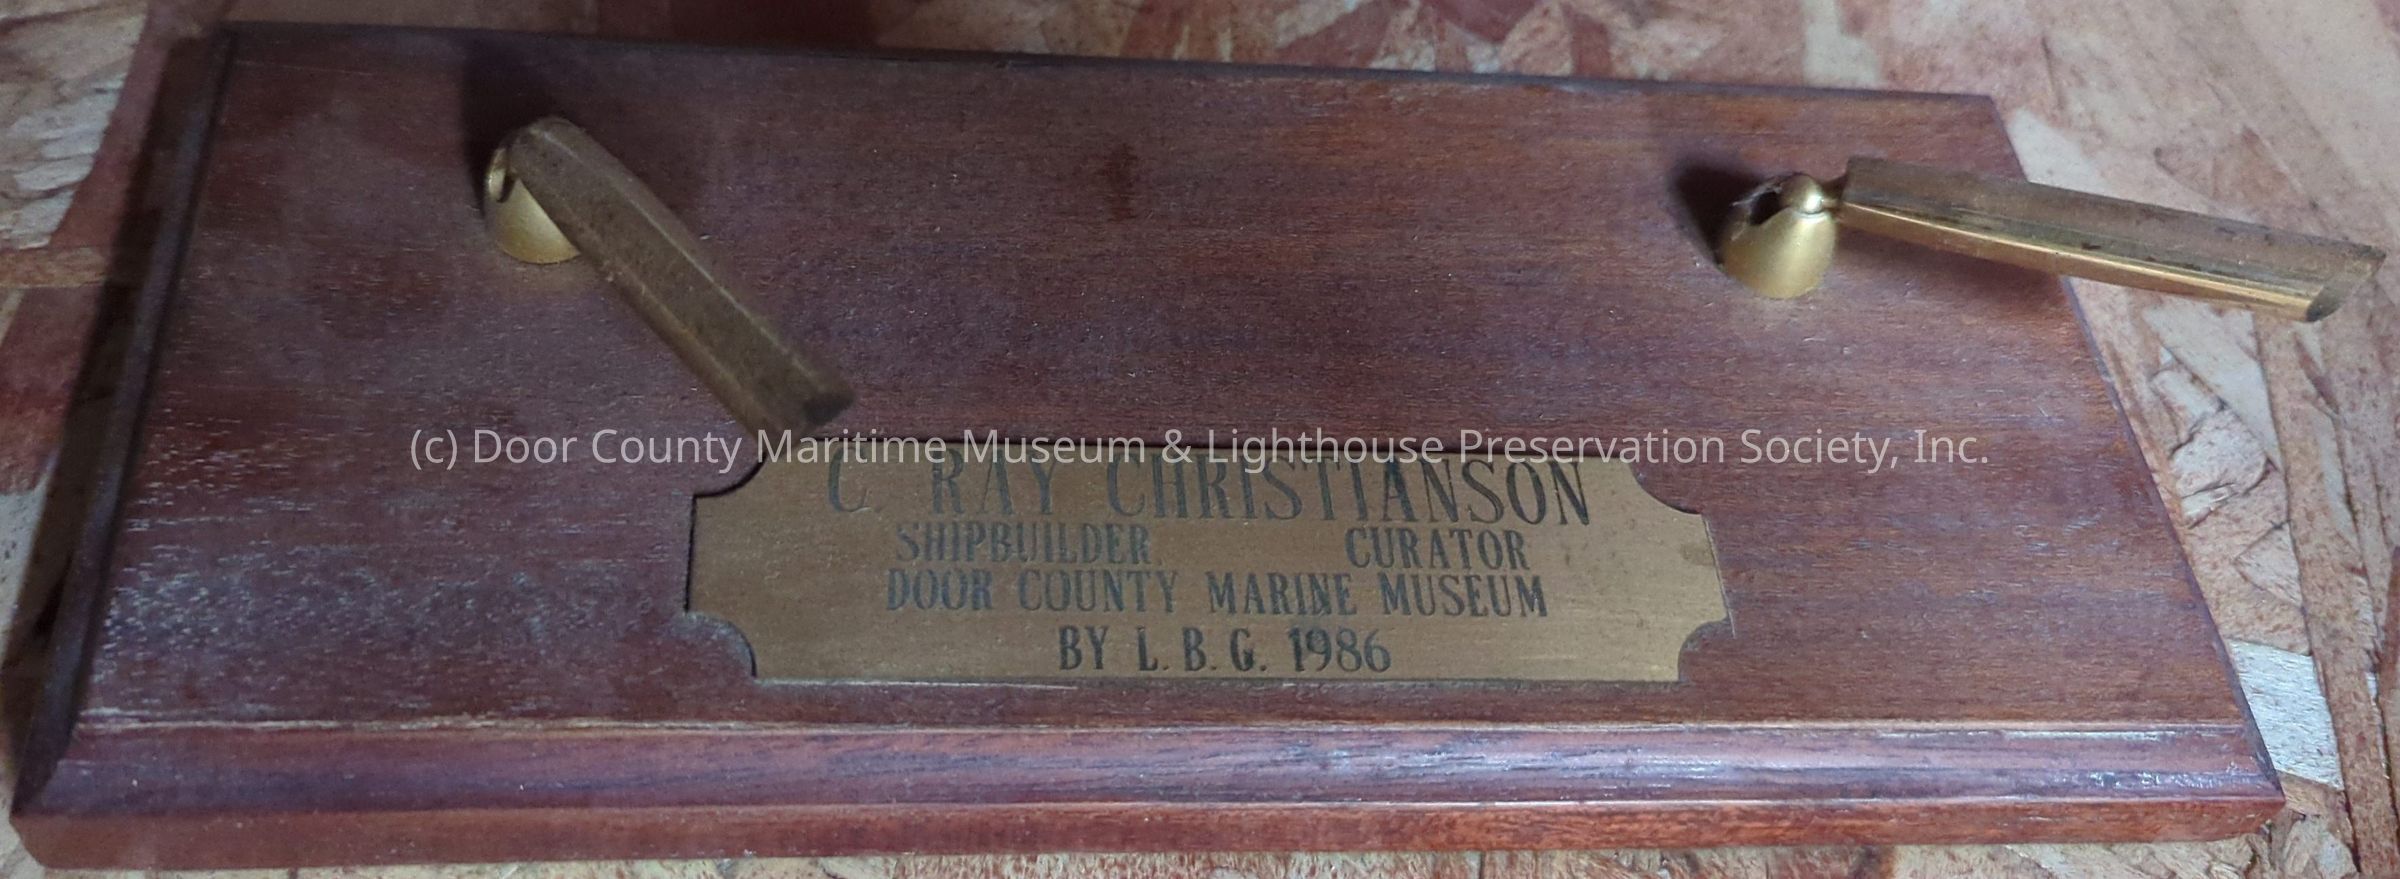 (c) Door County Maritime Museum & Lighthouse Preservation Society, Inc.
C. RAY CHRISTIANSON
SHIPBUILDER CURATOR
DOOR COUNTY MARINE MUSEUM
BY L. B. G. 1986